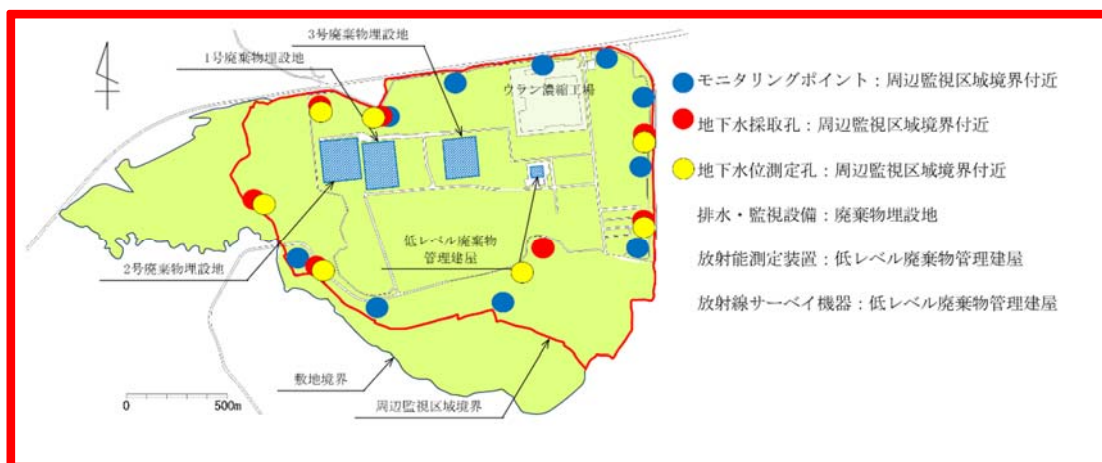 3号廃棄物埋設地
1号廃棄物埋設地
ウラン濃縮工場
モニタリングポイント：周辺監視区域境界付近
地下水採取孔：周辺監視区域境界付近
地下水位測定孔：周辺監視区域境界付近
排水・監視設備：廃棄物埋設地
放射能測定装置：低レベル廃棄物管理建屋
放射線サーベイ機器：低レベル廃棄物管理建屋
低レベル廃棄物
管理建屋
2号廃棄物埋設地
敷地境界
周辺監視区域境界
0 500m